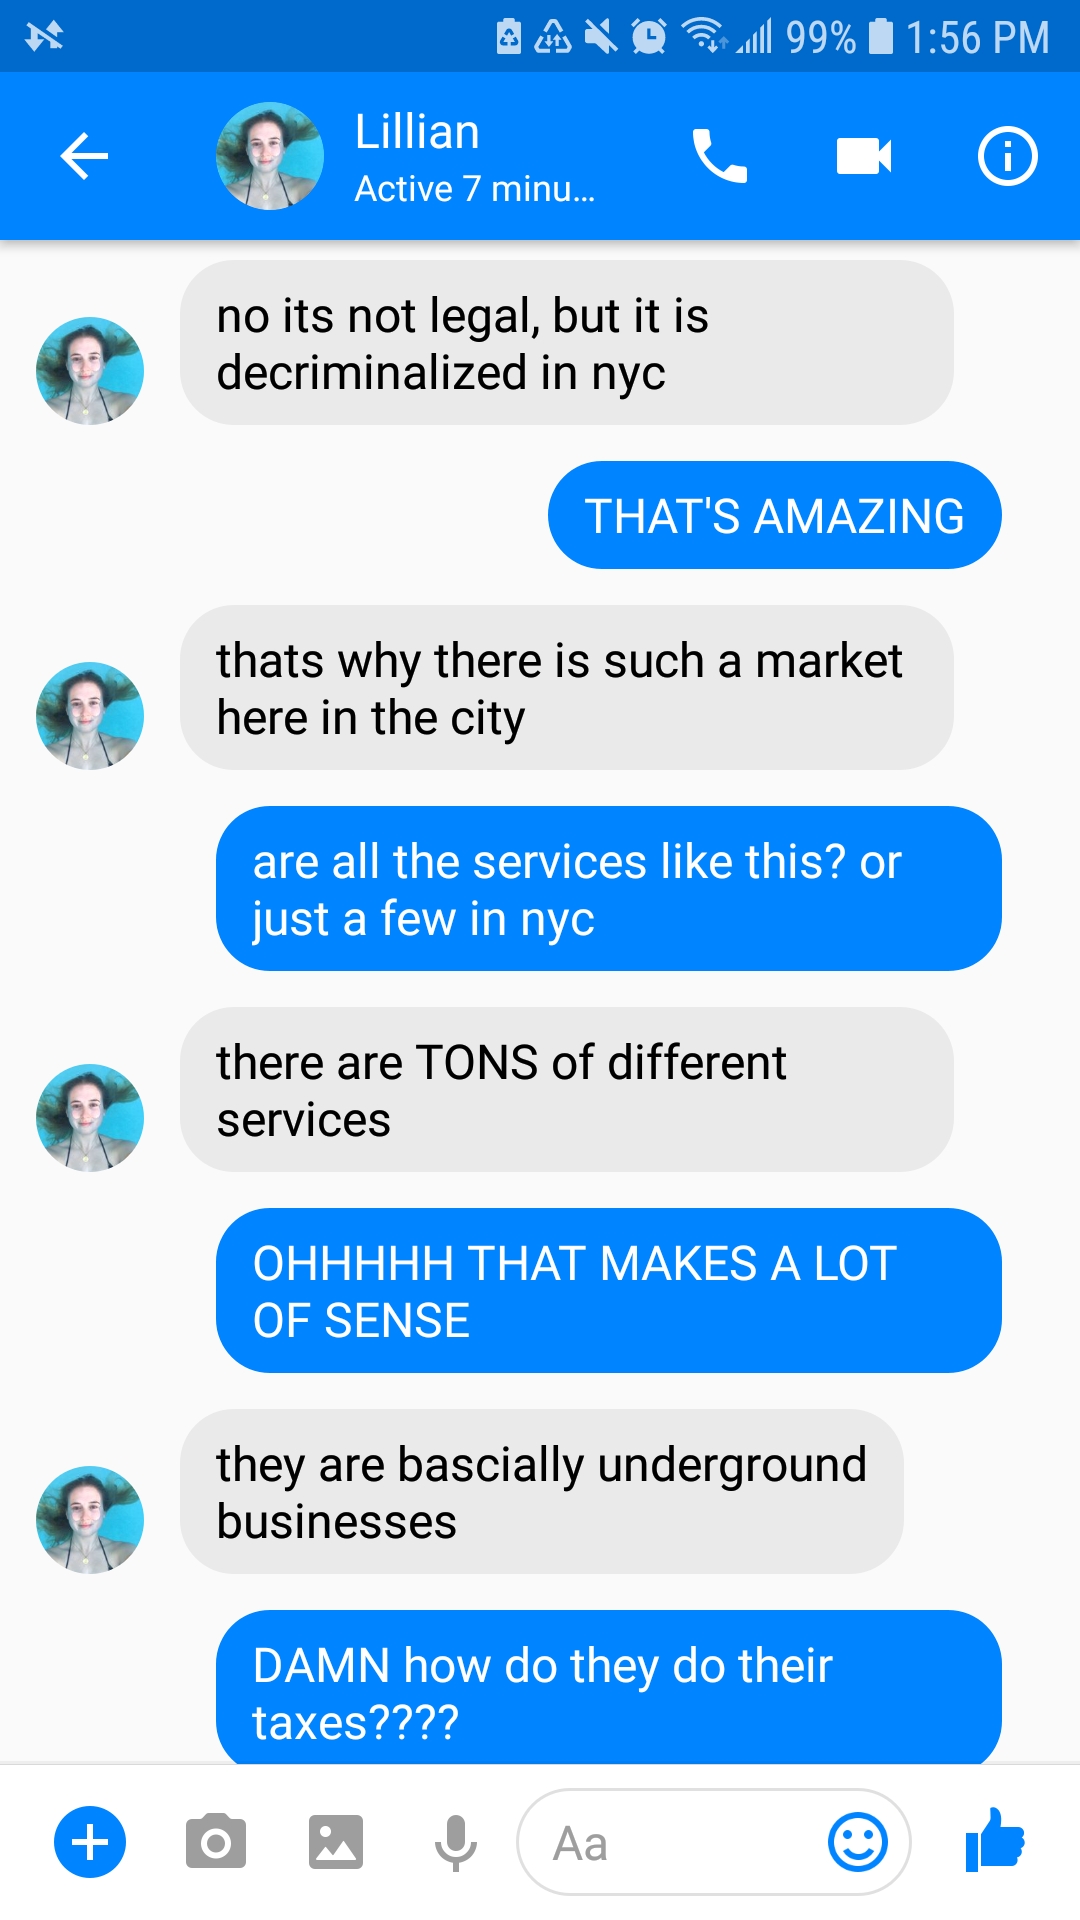 99% 1:56 PM
Lillian
Active 7 minu...
no its not legal, but it is
decriminalized in nyc
THAT'S AMAZING
thats why there is such a market
here in the city
are all the services like this? or
just a few in nyc
there are TONS of different
services
OHHHHH THAT MAKES A LOT
OF SENSE
they are bascially underground
businesses
DAMN how do they do their
taxes????
Aa